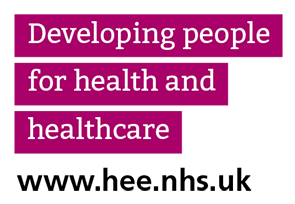 Developing people
for health and
healthcare
www.hee.nhs.uk